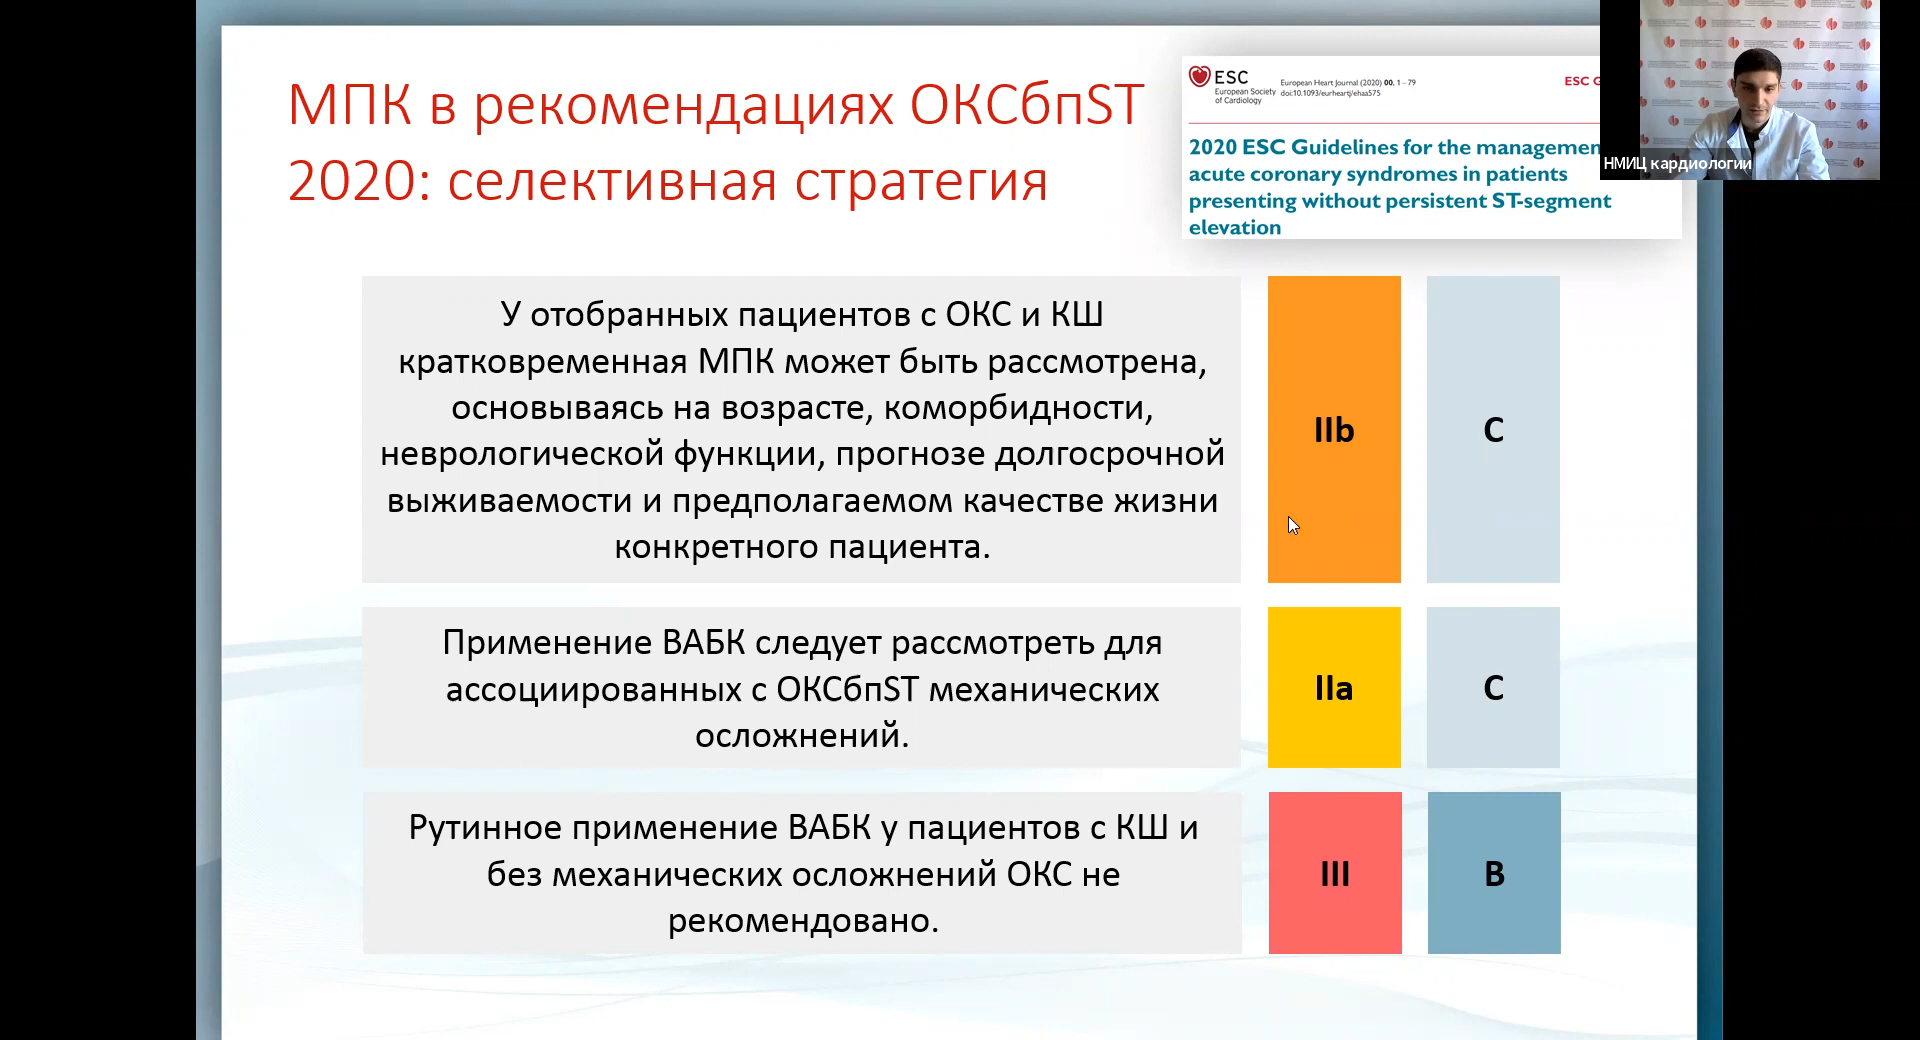 МПК в рекомендациях ОКСбпST
2020: селективная стратегия
ESC
European Society
of Cardiology
European Heart Journal (2020) 00, 1–79
doi:10.1093/eurheartj/ehaa575
ESC
2020 ESC Guidelines for the
acute coronary syndromes in patients
presenting without persistent ST-segment
elevation
НМИЦ кардиологии
У отобранных пациентов с ОКС и КШ
кратковременная МПК может быть рассмотрена,
основываясь на возрасте, коморбидности,
неврологической функции, прогнозе долгосрочной
выживаемости и предполагаемом качестве жизни
конкретного пациента.
IIb
C
Применение ВАБК следует рассмотреть для
ассоциированных с ОКСбпST механических
осложнений.
IIa
C
Рутинное применение ВАБК у пациентов с КШ и
без механических осложнений ОКС не
рекомендовано.
III
B